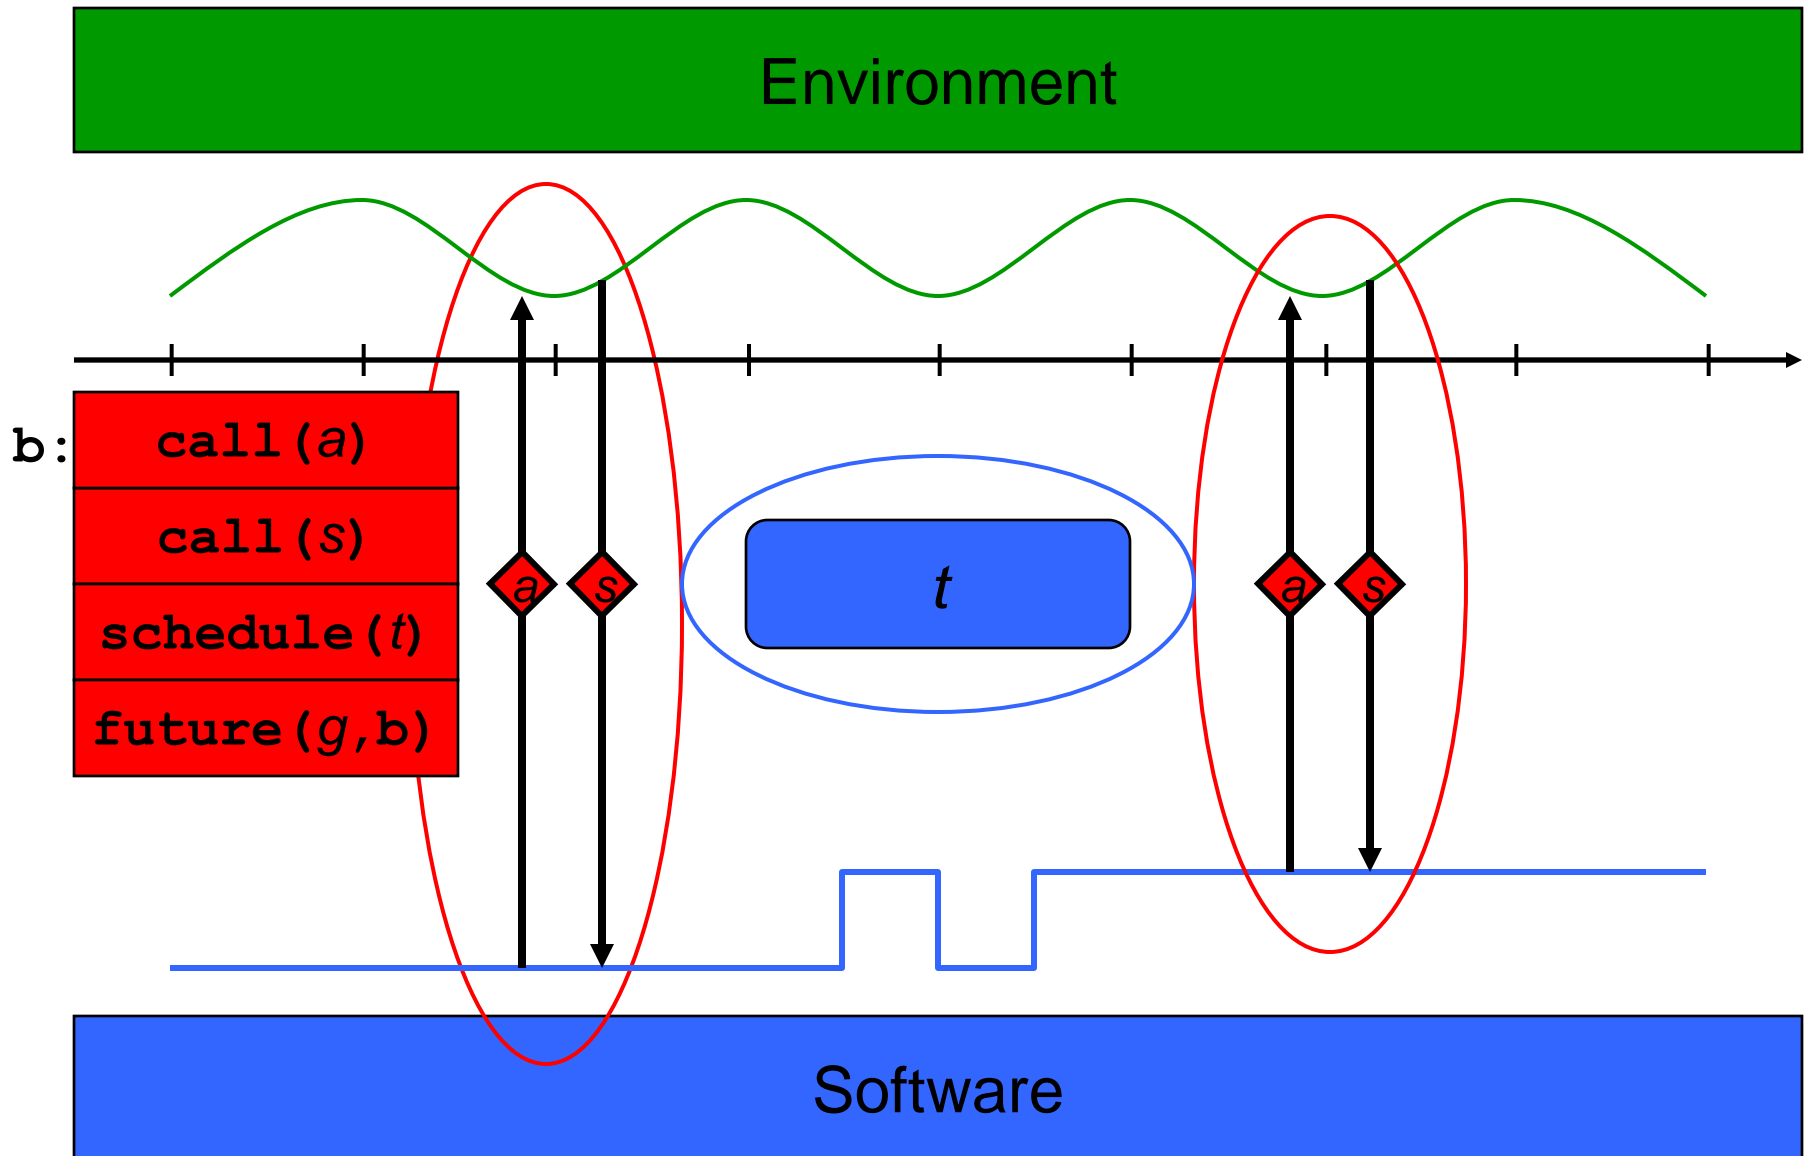 Environment
b:
call(a)
call(s)
schedule(t)
future(g,b)
a
s
t
a
s
Software